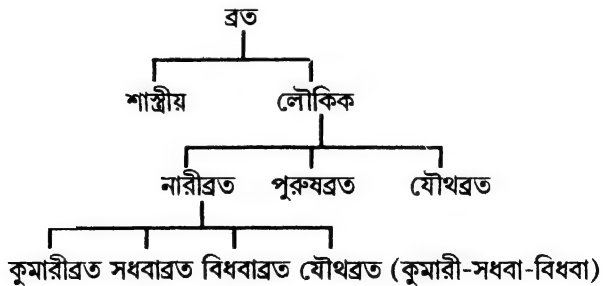 ব্রত
শাস্ত্রীয় লৌকিক
নারীব্রত পুরুষব্রত যৌথব্রত
কুমারীব্রত সধবাব্রত বিধবাব্রত যৌথব্রত (কুমারী-সধবা-বিধবা)